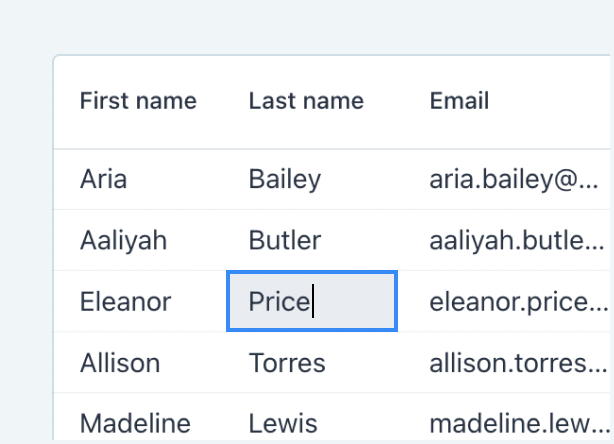 First name Last name Email
Aria Bailey aria.bailey@...
Aaliyah Butler aaliyah.butle...
Eleanor Price eleanor.price...
Allison Torres allison.torres...
Madeline Lewis madeline.lew...